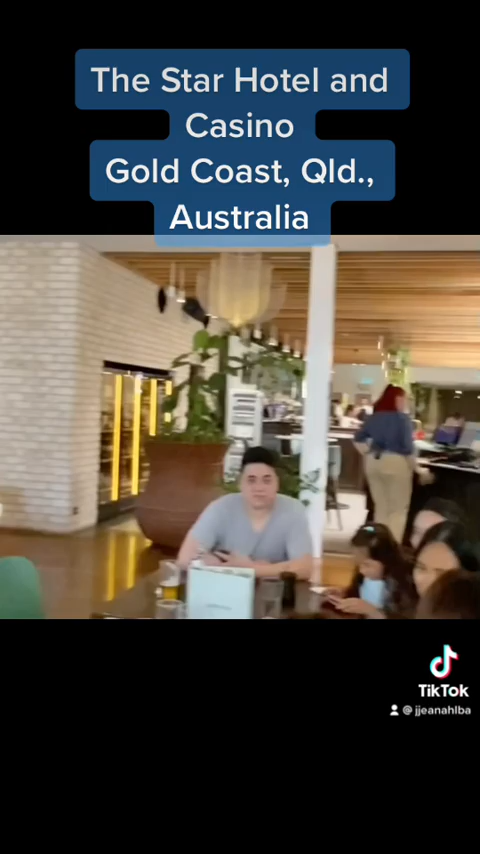 The Star Hotel and
Casino
Gold Coast, Qld.,
Australia
TikTok
@ jjeanahlba